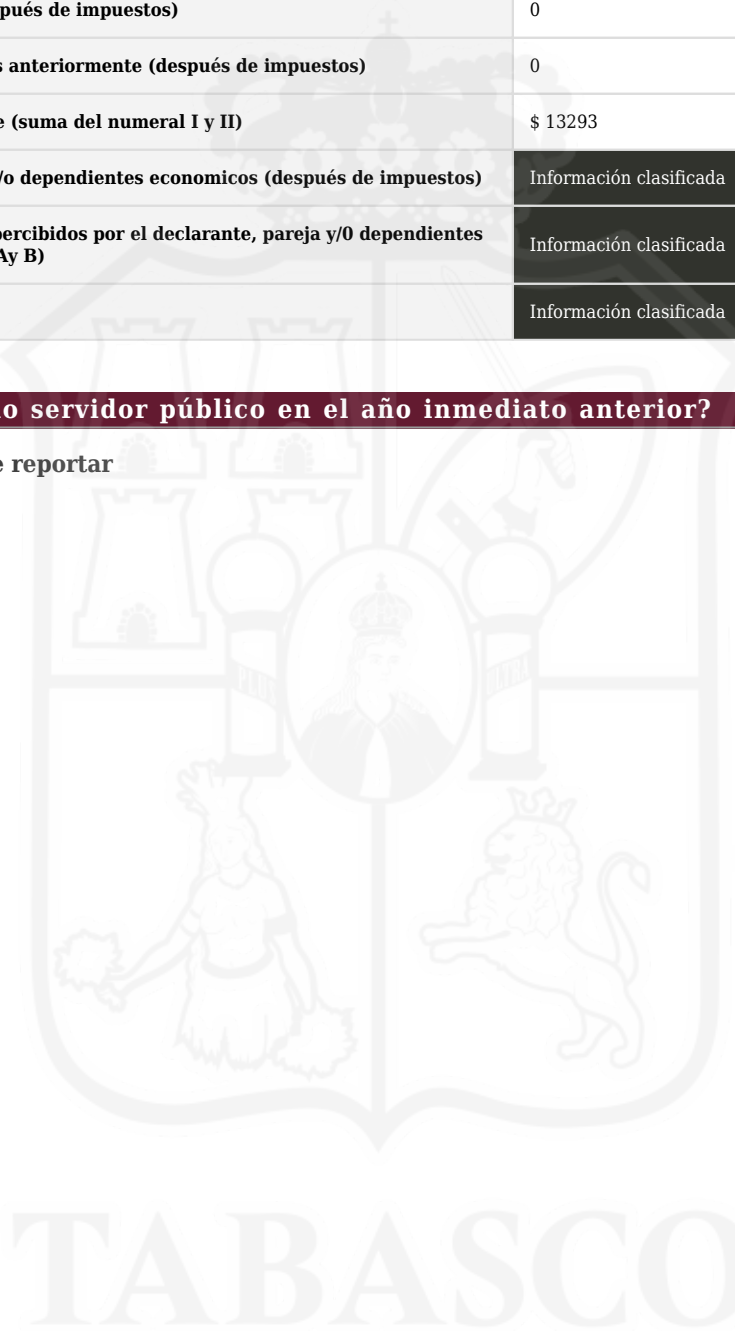 pués de impuestos)
0
s anteriormente (después de impuestos)
0
e (suma del numeral I y II)
$ 13293
/o dependientes economicos (después de impuestos)
Información clasificada
percibidos por el declarante, pareja y/0 dependientes
Ay B)
Información clasificada
Información clasificada
o servidor público en el año inmediato anterior?
e reportar
PLUS
ULTRA
TABASCO